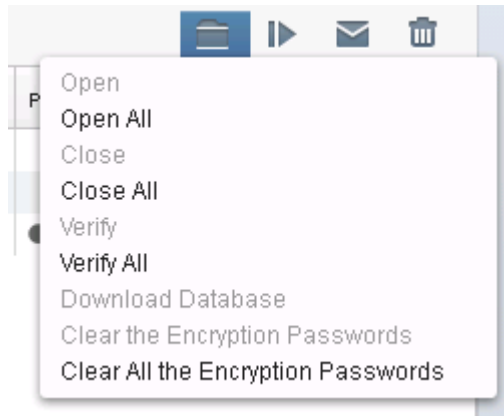 P
Open
Open All
Close
Close All
Verify
Verify All
Download Database
Clear the Encryption Passwords
Clear All the Encryption Passwords